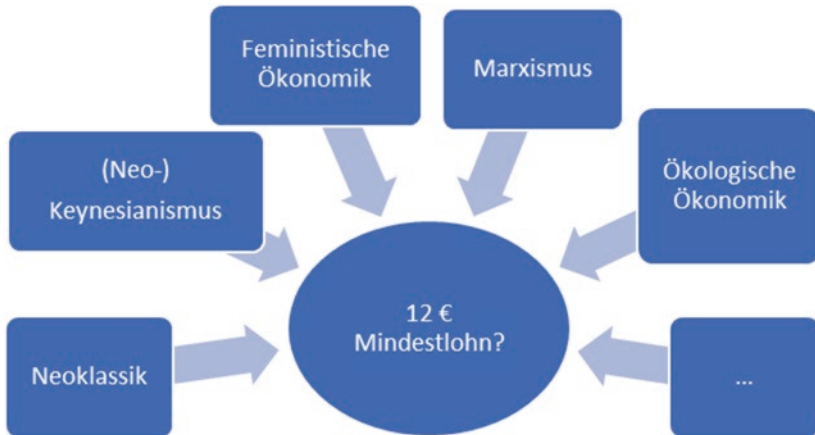 Feministische
Ökonomik
Marxismus
(Neo-)
Keynesianismus
Ökologische
Ökonomik
12 €
Mindestlohn?
Neoklassik
...